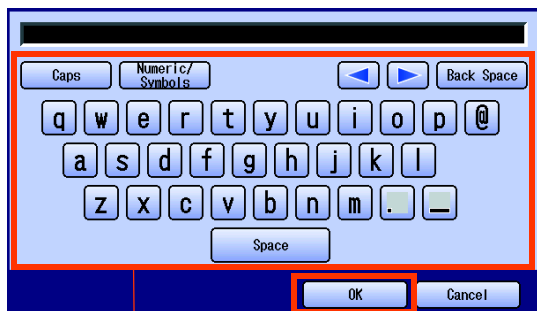 Caps Numeric/ Back Space
Symbols
q w e r t y u i o p @
a s d f g h j k l
z x c v b n m . _
Space
OK Cancel